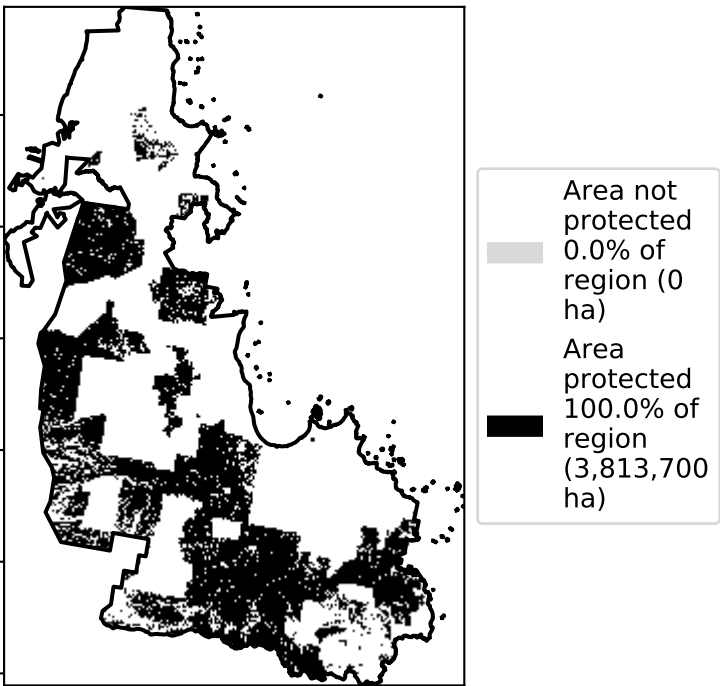 Area not
protected
0.0% of
region (0
ha)
Area
protected
100.0% of
region
(3,813,700
ha)